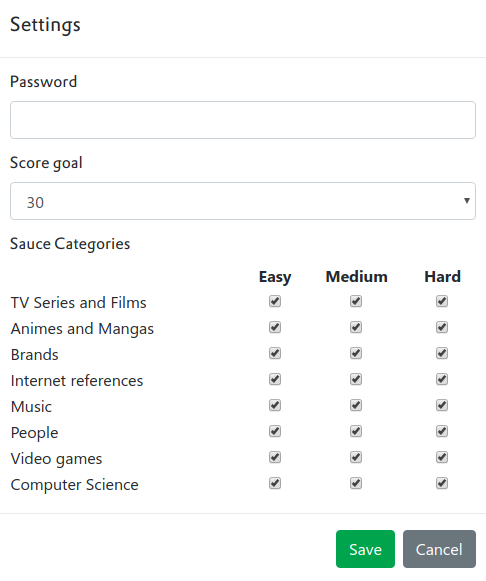 Settings
Password
Score goal
30
Sauce Categories
Easy Medium Hard
TV Series and Films
Animes and Mangas
Brands
Internet references
Music
People
Video games
Computer Science
Save Cancel